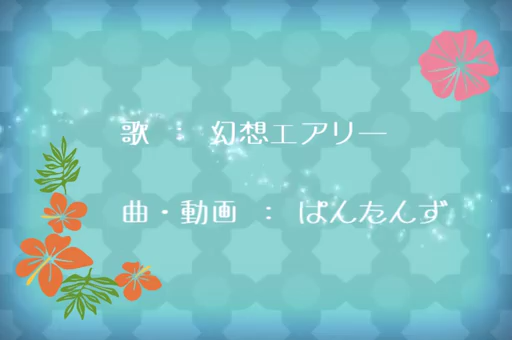 歌 : 幻想エアリー
曲・動画 : ぱんたんず